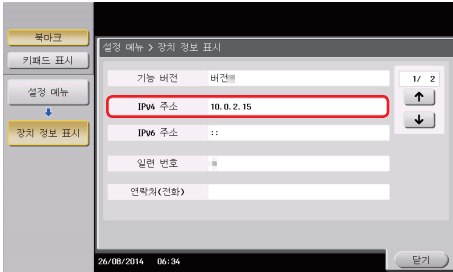 북마크
키패드 표시
설정 메뉴
장치 정보 표시
설정 메뉴 > 장치 정보 표시
기능 버전 버전
1/ 2
IPv4 주소 10.0.2.15
IPv6 주소 ::
일련 번호
연락처(전화)
26/08/2014 06:34
닫기